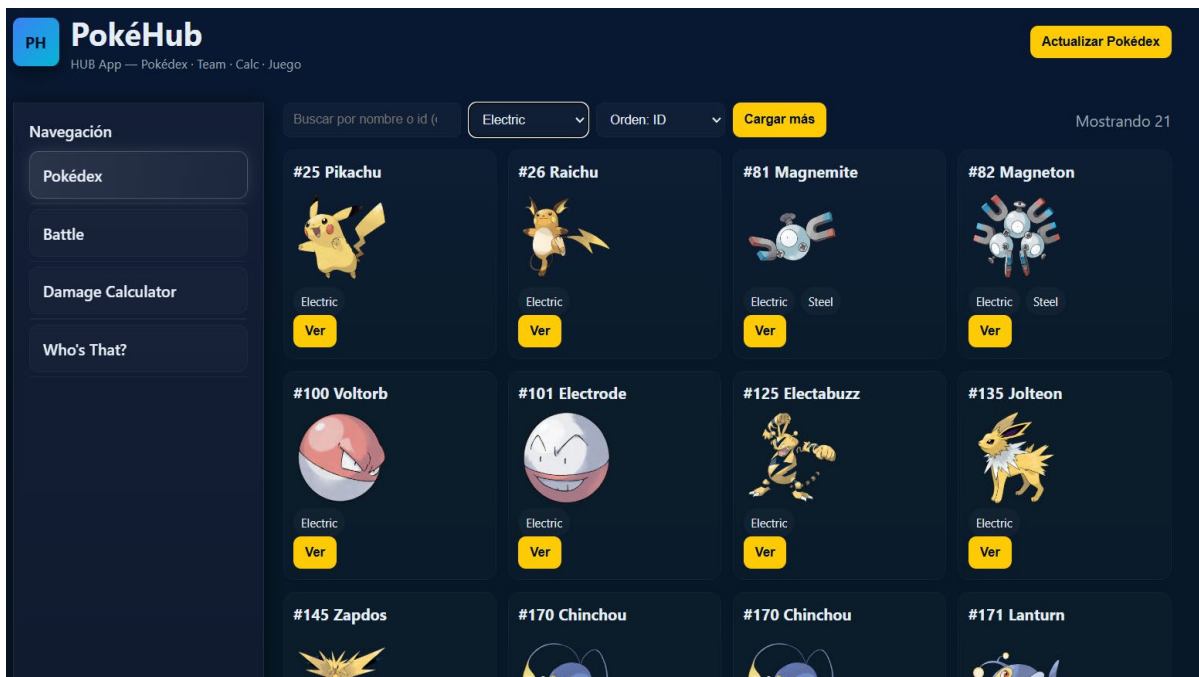 PH
PokéHub
HUB App — Pokédex · Team · Calc · Juego
Actualizar Pokédex
Navegación
Pokédex
Battle
Damage Calculator
Who's That?
Buscar por nombre o id (
Electric
Orden: ID
Cargar más
Mostrando 21
#25 Pikachu
#26 Raichu
#81 Magnemite
#82 Magneton
Electric
Electric
Electric Steel
Electric Steel
Ver
Ver
Ver
Ver
#100 Voltorb
#101 Electrode
#125 Electabuzz
#135 Jolteon
Electric
Electric
Electric
Electric
Ver
Ver
Ver
Ver
#145 Zapdos
#170 Chinchou
#170 Chinchou
#171 Lanturn